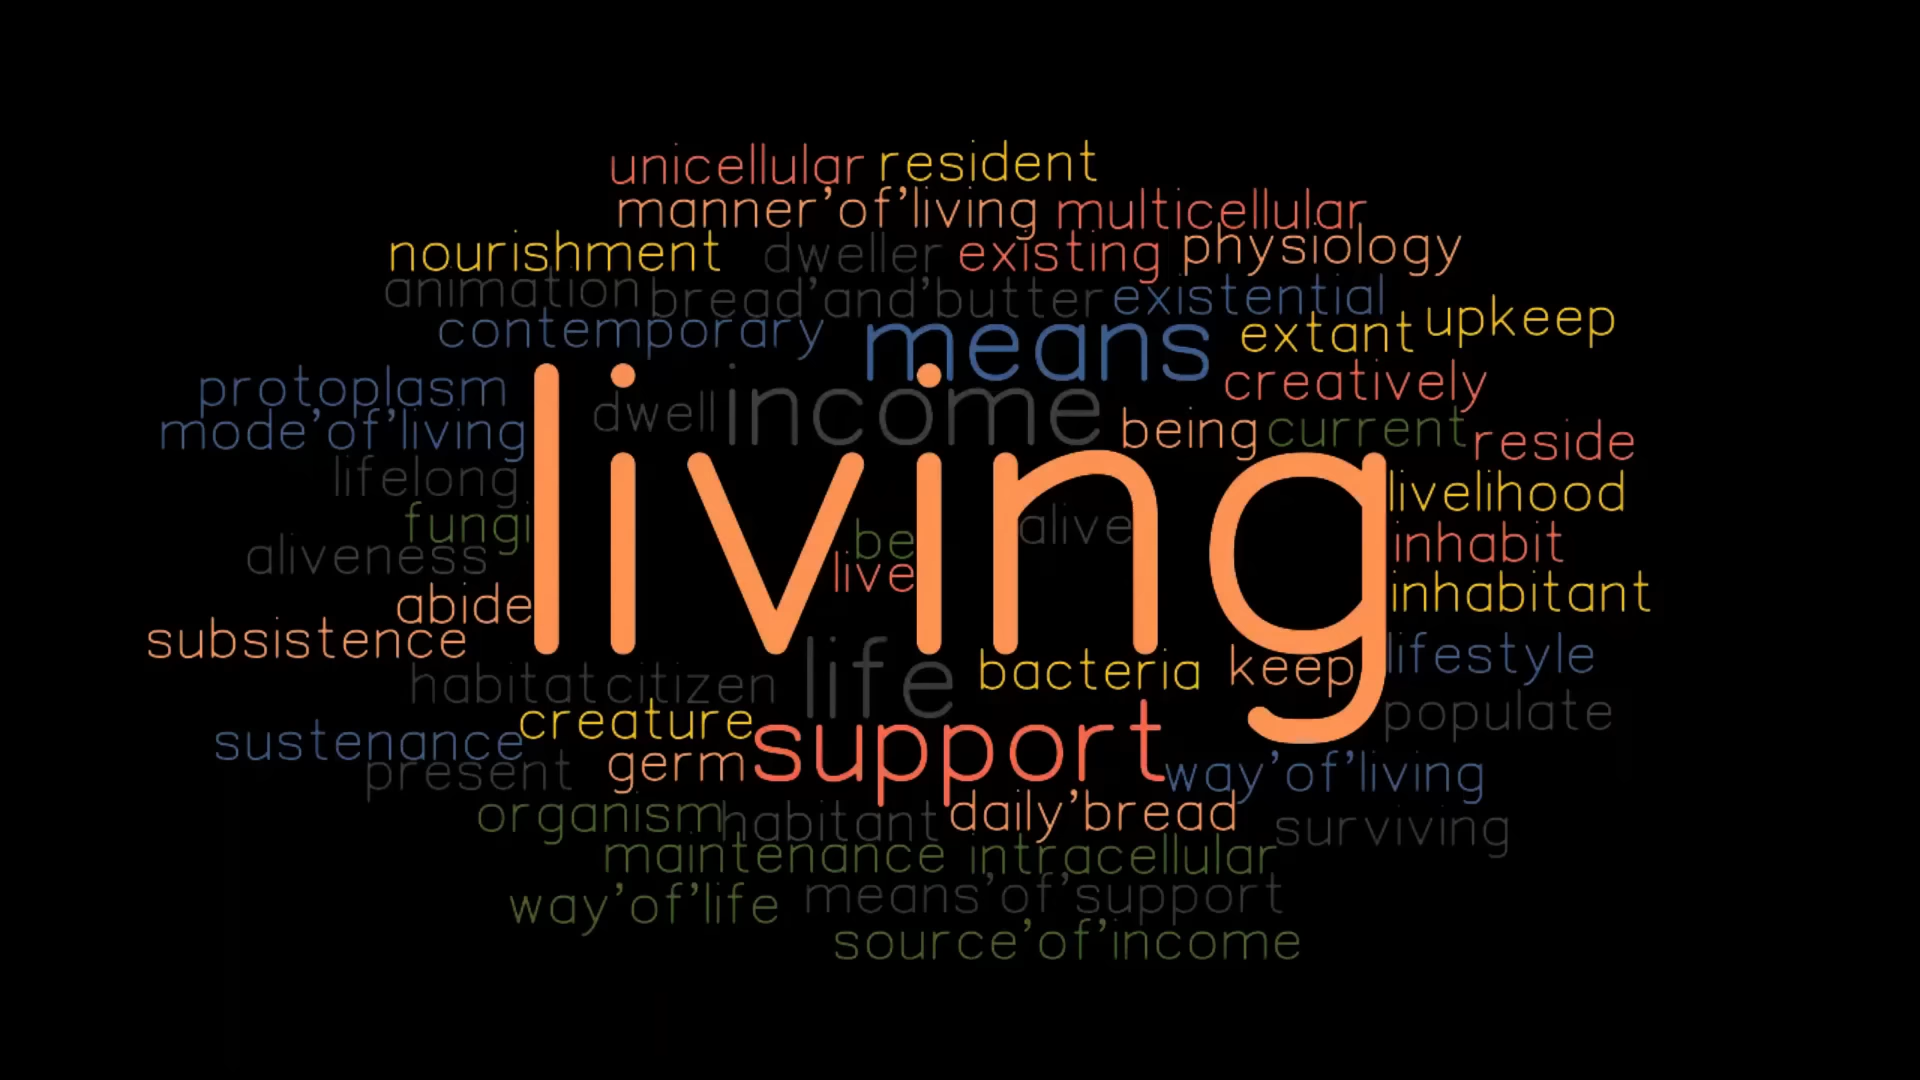 unicellular resident
manner'of'living multicellular
nourishment dweller existing physiology
animation bread'and'butter existential
contemporary means extant upkeep
protoplasm dwell income creatively
mode'of'living being current reside
lifelong living livelihood
fungi be alive inhabit
aliveness live
abide inhabitant
subsistence life bacteria keep lifestyle
habitat citizen populate
sustenance creature support
present germ way'of'living
organism habitant daily'bread surviving
maintenance intracellular
way'of'life means'of'support
source'of'income